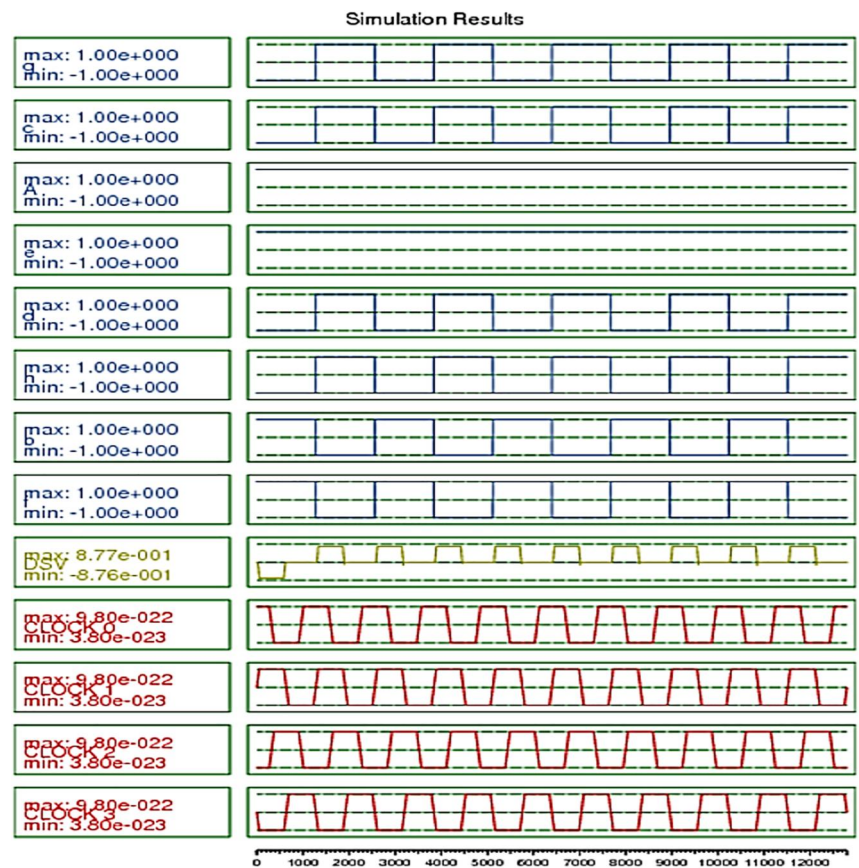 Simulation Results
max: 1.00e+000
g
min: -1.00e+000
max: 1.00e+000
c
min: -1.00e+000
max: 1.00e+000
A
min: -1.00e+000
max: 1.00e+000
e
min: -1.00e+000
max: 1.00e+000
d
min: -1.00e+000
max: 1.00e+000
h
min: -1.00e+000
max: 1.00e+000
b
min: -1.00e+000
max: 1.00e+000
f
min: -1.00e+000
max: 8.77e-001
DSV
min: -8.76e-001
max: 9.80e-022
CLOCK 0
min: 3.80e-023
max: 9.80e-022
CLOCK 1
min: 3.80e-023
max: 9.80e-022
CLOCK 2
min: 3.80e-023
max: 9.80e-022
CLOCK 3
min: 3.80e-023
0 1000 2000 3000 4000 5000 6000 7000 8000 9000 10000 11000 12000